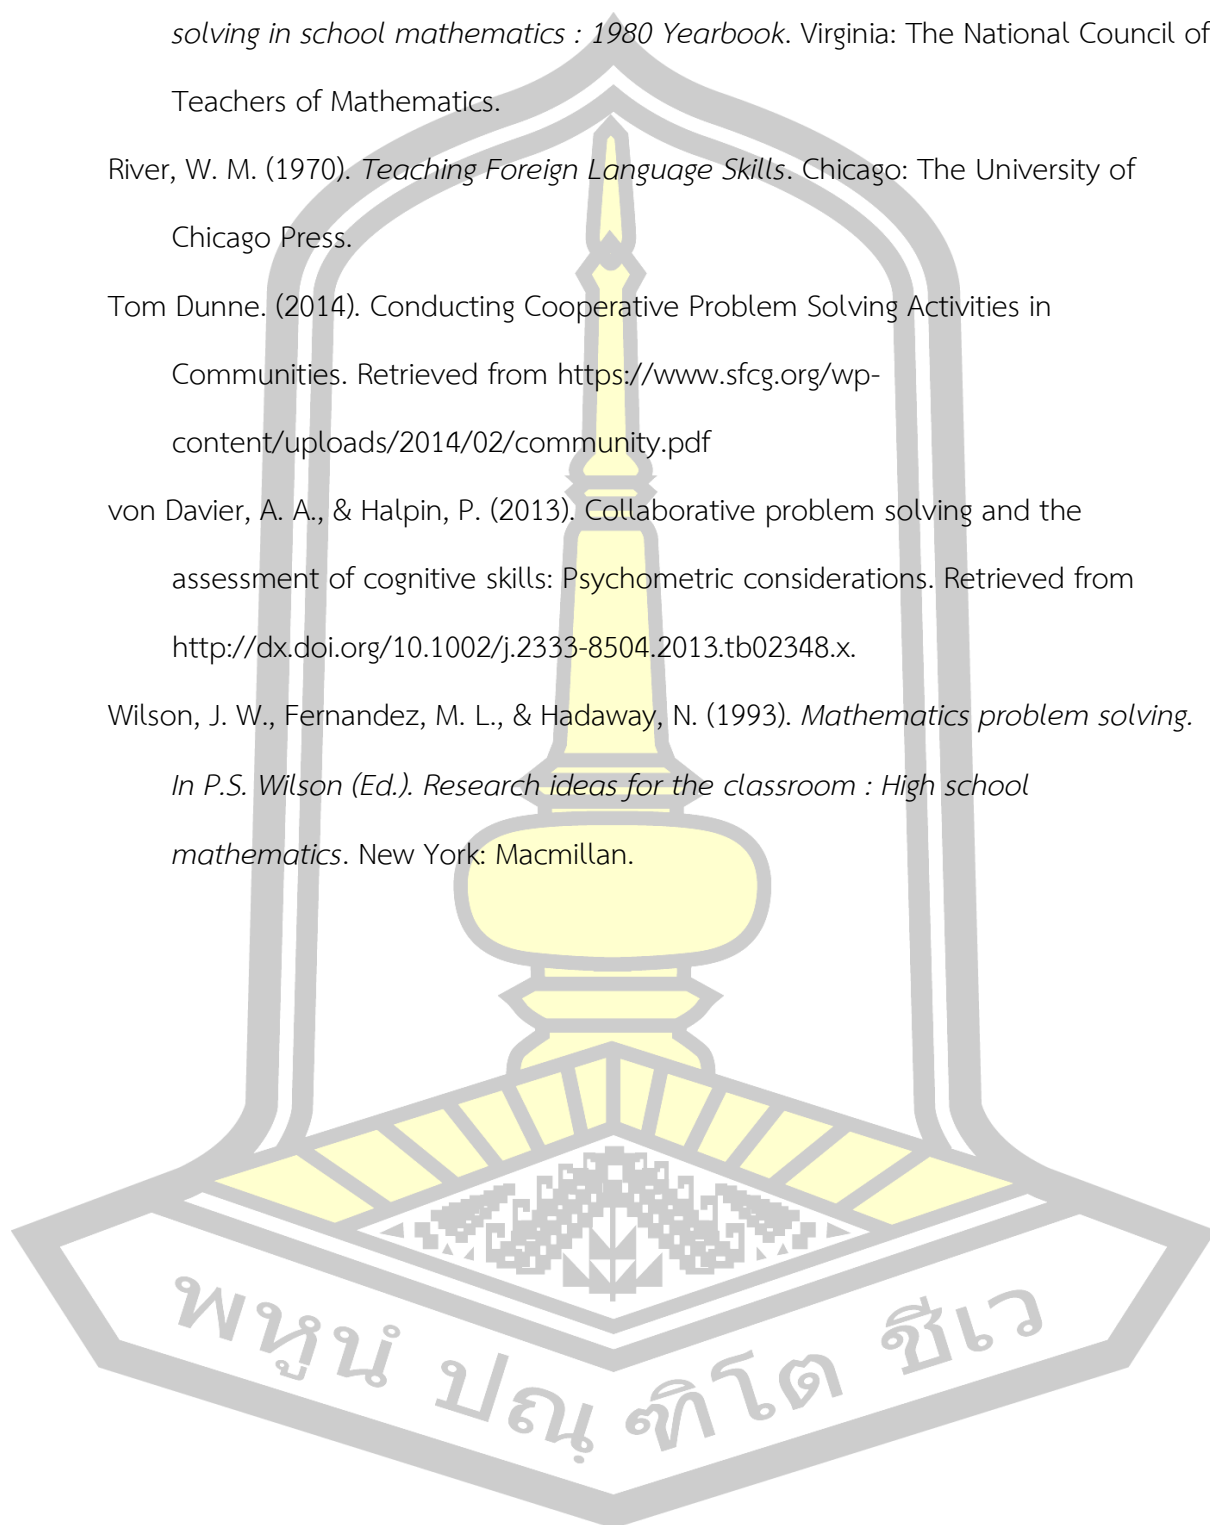 solving in school mathematics : 1980 Yearbook. Virginia: The National Council of
Teachers of Mathematics.
River, W. M. (1970). Teaching Foreign Language Skills. Chicago: The University of
Chicago Press.
Tom Dunne. (2014). Conducting Cooperative Problem Solving Activities in
Communities. Retrieved from https://www.sfcg.org/wp-
content/uploads/2014/02/community.pdf
von Davier, A. A., & Halpin, P. (2013). Collaborative problem solving and the
assessment of cognitive skills: Psychometric considerations. Retrieved from
http://dx.doi.org/10.1002/j.2333-8504.2013.tb02348.x.
Wilson, J. W., Fernandez, M. L., & Hadaway, N. (1993). Mathematics problem solving.
In P.S. Wilson (Ed.). Research ideas for the classroom : High school
mathematics. New York: Macmillan.
พหูนํ ปณฺฑิโต ชีเว